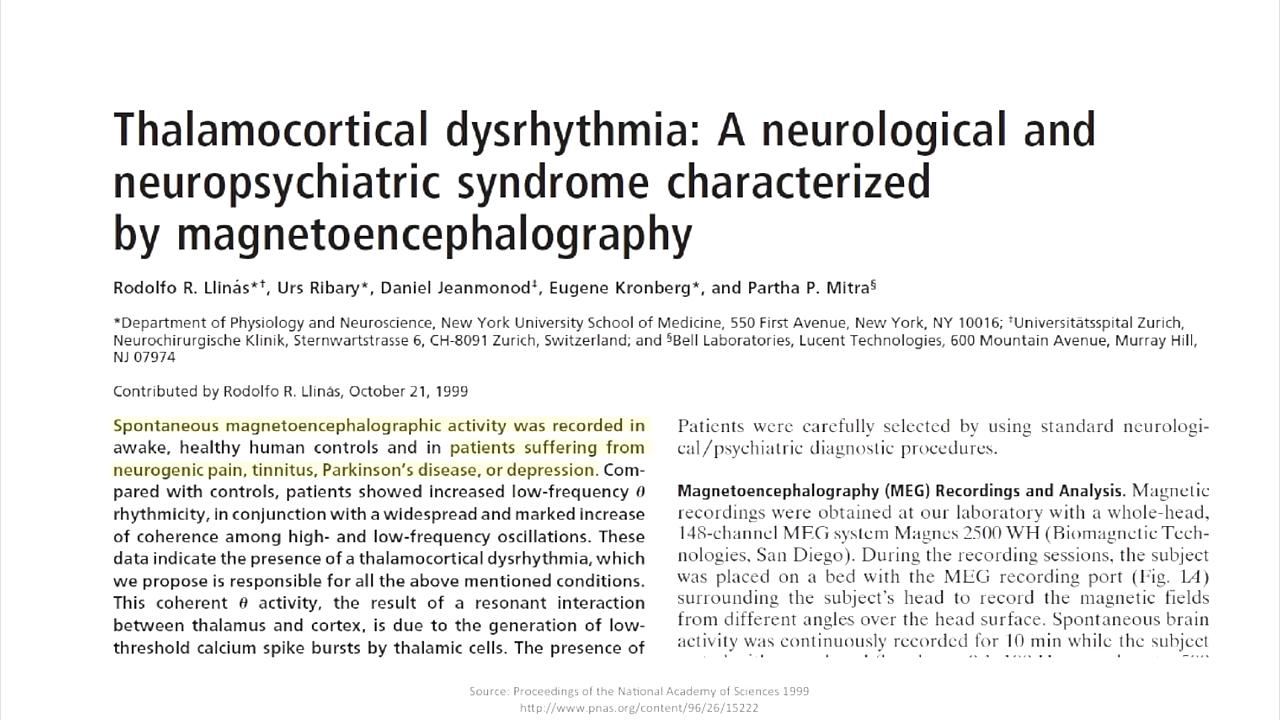 Thalamocortical dysrhythmia: A neurological and
neuropsychiatric syndrome characterized
by magnetoencephalography
Rodolfo R. Llinás*†, Urs Ribary*, Daniel Jeanmonod‡, Eugene Kronberg*, and Partha P. Mitra§
*Department of Physiology and Neuroscience, New York University School of Medicine, 550 First Avenue, New York, NY 10016; †Universitätsspital Zurich,
Neurochirurgische Klinik, Sternwartstrasse 6, CH-8091 Zurich, Switzerland; and §Bell Laboratories, Lucent Technologies, 600 Mountain Avenue, Murray Hill,
NJ 07974
Contributed by Rodolfo R. Llinás, October 21, 1999
Spontaneous magnetoencephalographic activity was recorded in
awake, healthy human controls and in patients suffering from
neurogenic pain, tinnitus, Parkinson's disease, or depression. Com-
pared with controls, patients showed increased low-frequency θ
rhythmicity, in conjunction with a widespread and marked increase
of coherence among high- and low-frequency oscillations. These
data indicate the presence of a thalamocortical dysrhythmia, which
we propose is responsible for all the above mentioned conditions.
This coherent θ activity, the result of a resonant interaction
between thalamus and cortex, is due to the generation of low-
threshold calcium spike bursts by thalamic cells. The presence of
Patients were carefully selected by using standard neurologi-
cal/psychiatric diagnostic procedures.
Magnetoencephalography (MEG) Recordings and Analysis. Magnetic
recordings were obtained at our laboratory with a whole-head,
148-channel MEG system Magnes 2500 WH (Biomagnetic Tech-
nologies, San Diego). During the recording sessions, the subject
was placed on a bed with the MEG recording port (Fig. 1A)
surrounding the subject's head to record the magnetic fields
from different angles over the head surface. Spontaneous brain
activity was continuously recorded for 10 min while the subject
Source: Proceedings of the National Academy of Sciences 1999
http://www.pnas.org/content/96/26/15222